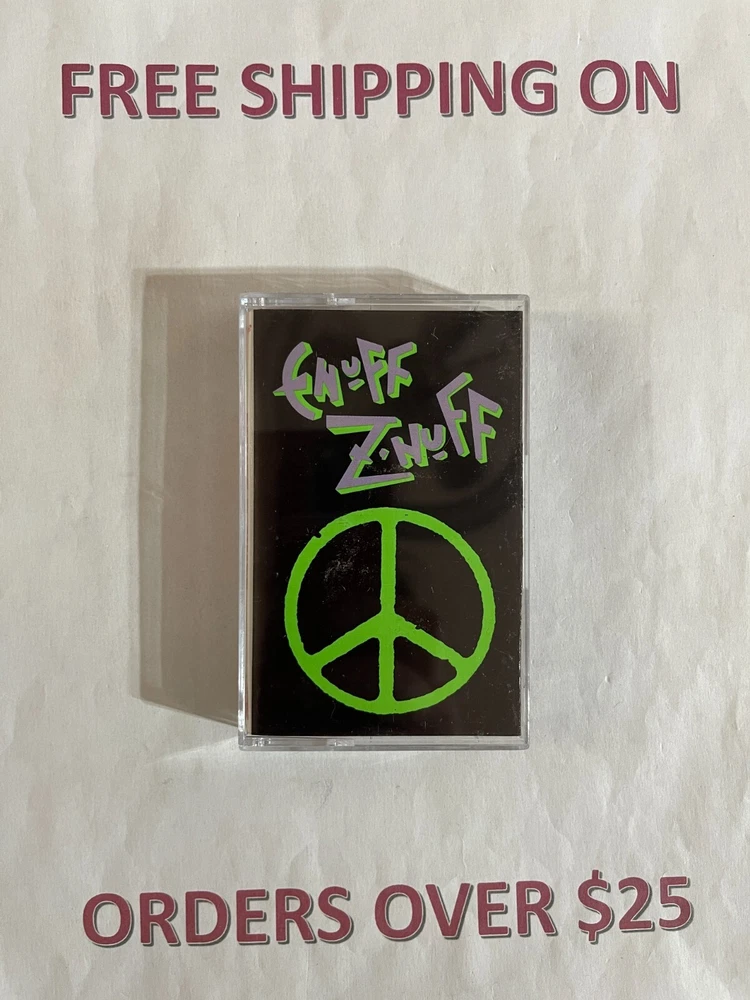 FREE SHIPPING ON
ENUFF
Z'NUFF
ORDERS OVER $25